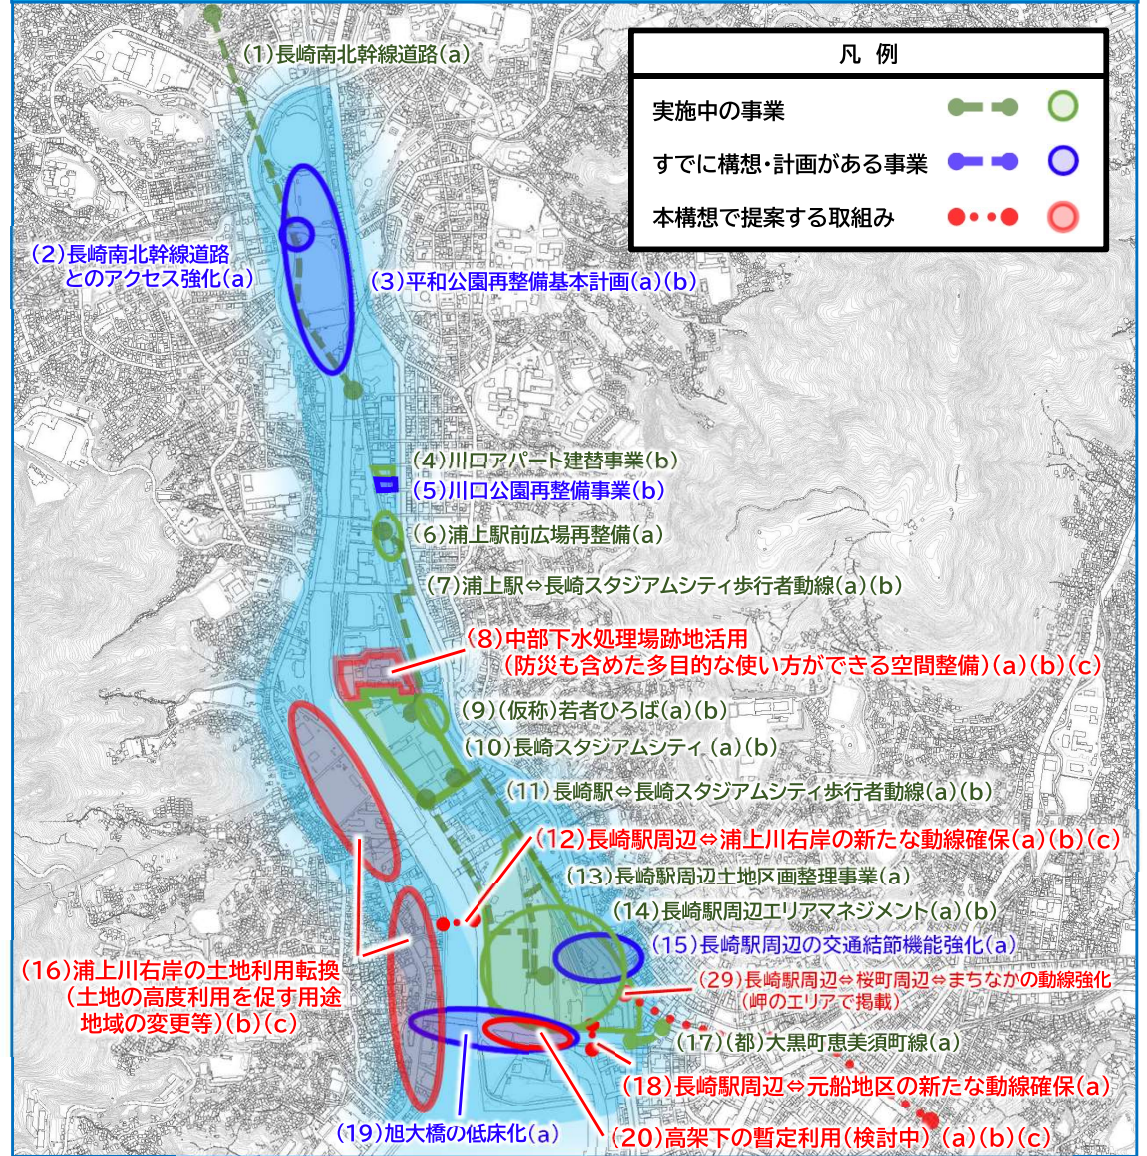 (1)長崎南北幹線道路(a)
凡 例
実施中の事業
すでに構想・計画がある事業
本構想で提案する取組み
(2)長崎南北幹線道路
とのアクセス強化(a)
(3)平和公園再整備基本計画(a)(b)
(4)川口アパート建替事業(b)
(5)川口公園再整備事業(b)
(6)浦上駅前広場再整備(a)
(7)浦上駅⇔長崎スタジアムシティ歩行者動線(a)(b)
(8)中部下水処理場跡地活用
(防災も含めた多目的な使い方ができる空間整備)(a)(b)(c)
(9)(仮称)若者ひろば(a)(b)
(10)長崎スタジアムシティ(a)(b)
(11)長崎駅⇔長崎スタジアムシティ歩行者動線(a)(b)
(12)長崎駅周辺⇔浦上川右岸の新たな動線確保(a)(b)(c)
(13)長崎駅周辺土地区画整理事業(a)
(14)長崎駅周辺エリアマネジメント(a)(b)
(15)長崎駅周辺の交通結節機能強化(a)
(16)浦上川右岸の土地利用転換
(土地の高度利用を促す用途
地域の変更等)(b)(c)
(29)長崎駅周辺⇔桜町周辺⇔まちなかの動線強化
(岬のエリアで掲載)
(17)(都)大黒町恵美須町線(a)
(18)長崎駅周辺⇔元船地区の新たな動線確保(a)
(19)旭大橋の低床化(a)
(20)高架下の暫定利用(検討中) (a)(b)(c)